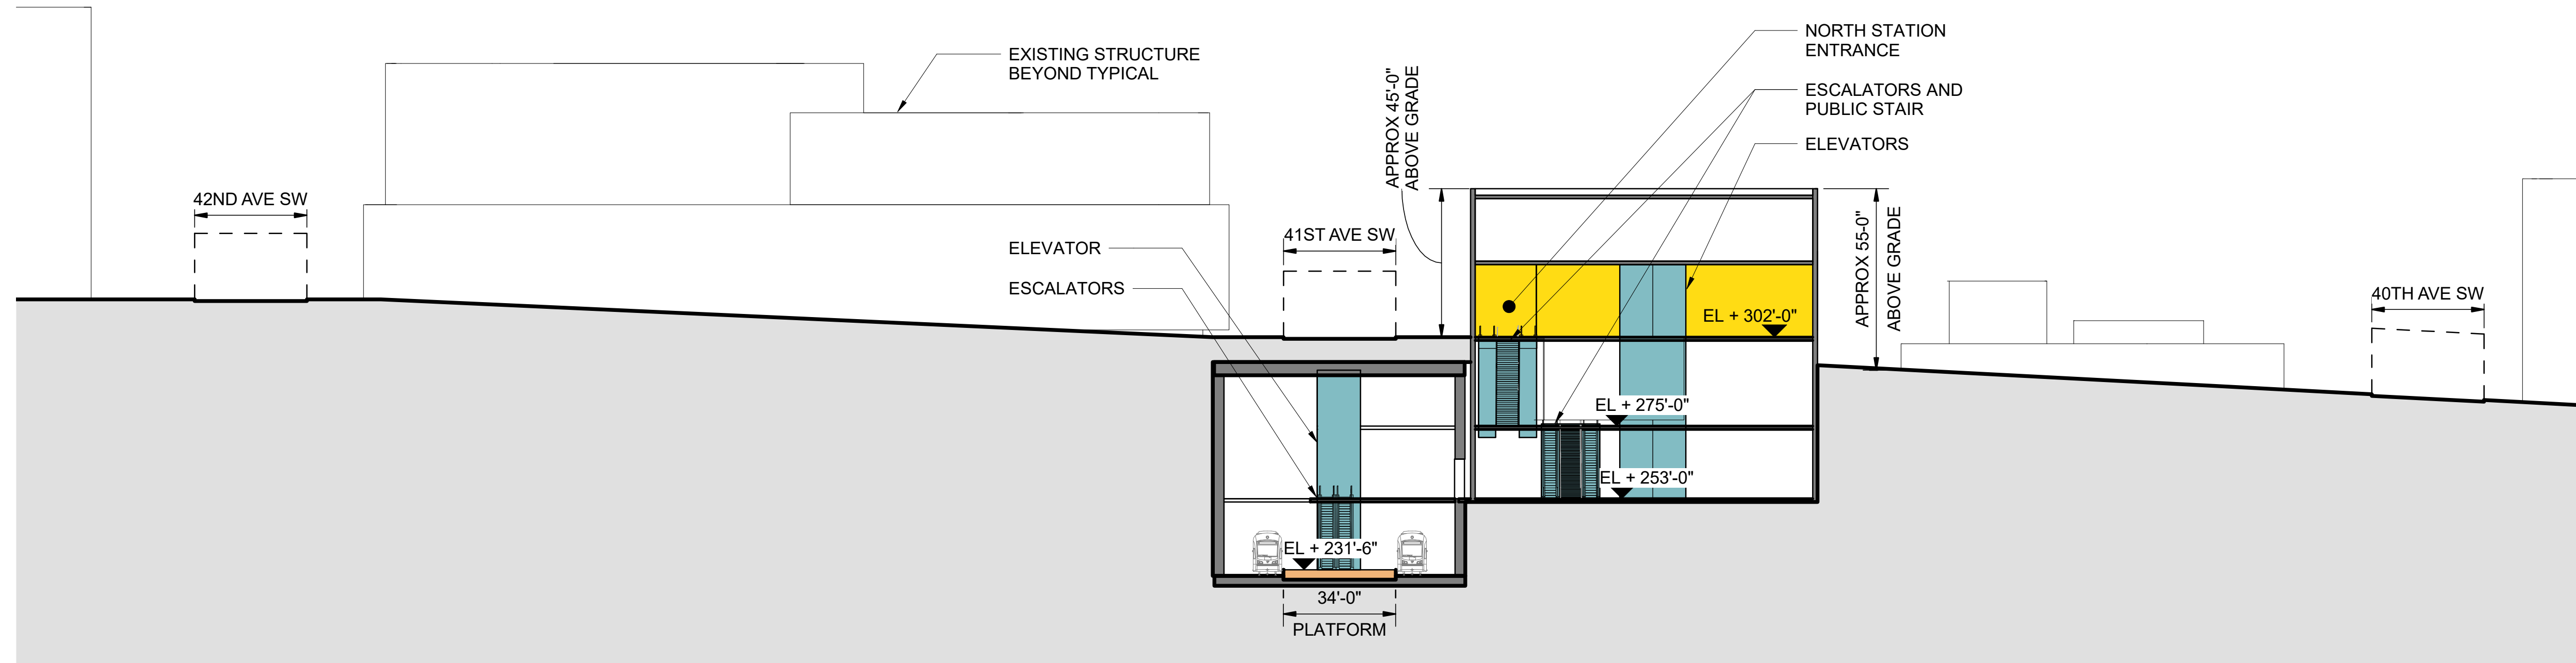 EXISTING STRUCTURE
BEYOND TYPICAL
NORTH STATION
ENTRANCE
ESCALATORS AND
PUBLIC STAIR
ELEVATORS
APPROX 45'-0"
ABOVE GRADE
42ND AVE SW
41ST AVE SW
ELEVATOR
ESCALATORS
APPROX 55-0"
ABOVE GRADE
40TH AVE SW
EL + 302'-0"
EL + 275'-0"
EL + 253'-0"
EL + 231'-6"
34'-0"
PLATFORM